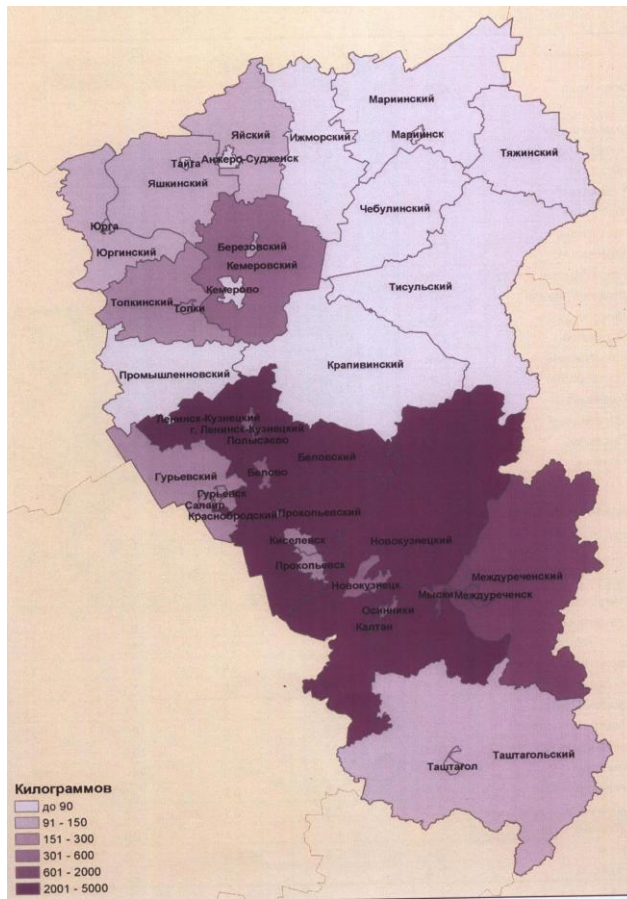 Мариинский
Яйский
Ижморский
Мариинск
Тяжинский
Тайга
Анжеро-Судженск
Яшкинский
Чебулинский
Юрга
Березовский
Юргинский
Кемеровский
Тисульский
Кемерово
Топкинский
Топки
Промышленновский
Крапивинский
Ленинск-Кузнецкий
г. Ленинск-Кузнецкий
Полысаево
Беловский
Гурьевский
Белово
Гурьевск
Салаир
Краснобродский
Прокопьевский
Киселевск
Новокузнецкий
Прокопьевск
Междуреченский
Новокузнецк
Мыски
Междуреченск
Осинники
Калтан
Таштагольский
Таштагол
Килограммов
до 90
91 - 150
151 - 300
301 - 600
601 - 2000
2001 - 5000